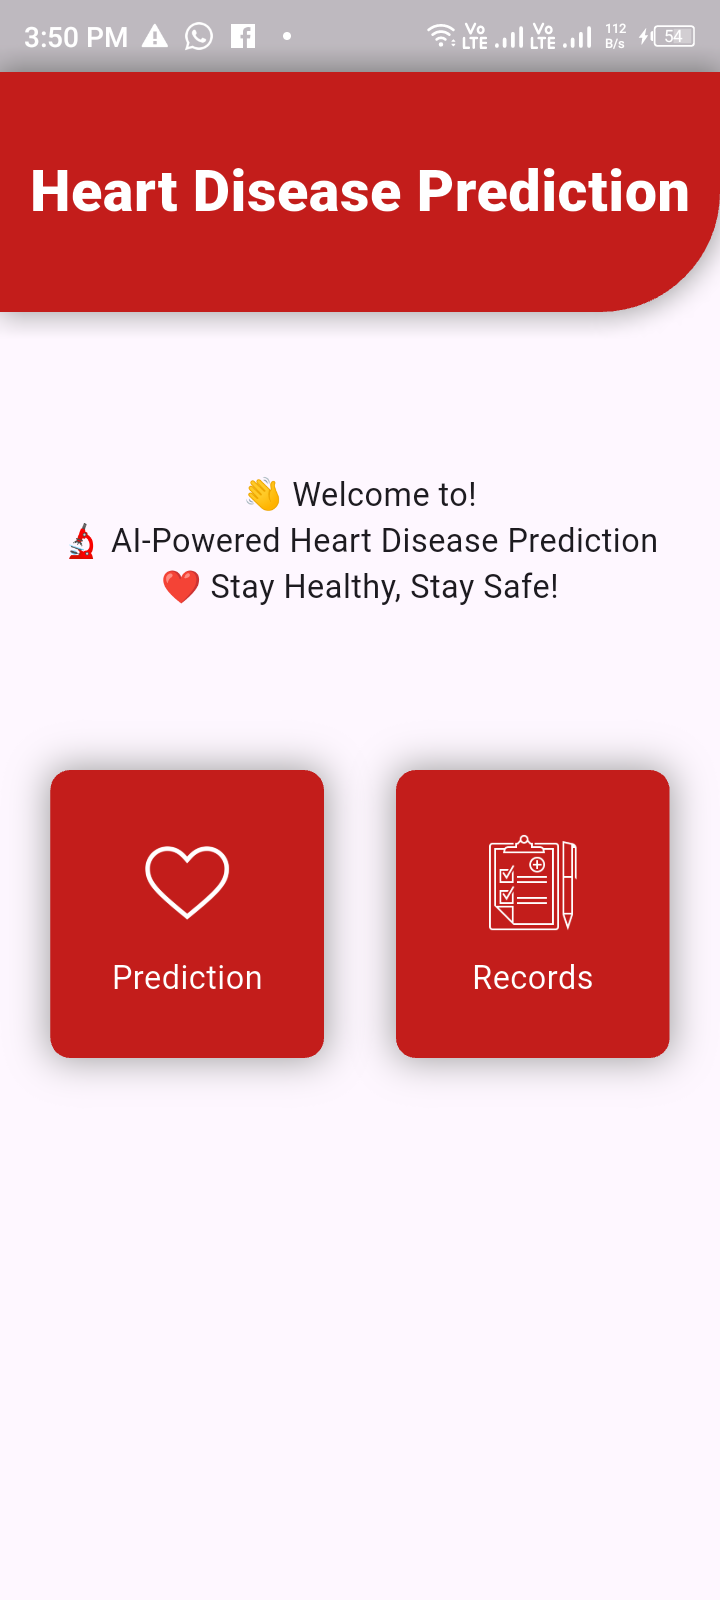 3:50 PM
Vo LTE
Vo LTE
112 B/s
54
Heart Disease Prediction
👋 Welcome to!
🔬 AI-Powered Heart Disease Prediction
❤️ Stay Healthy, Stay Safe!
Prediction
Records